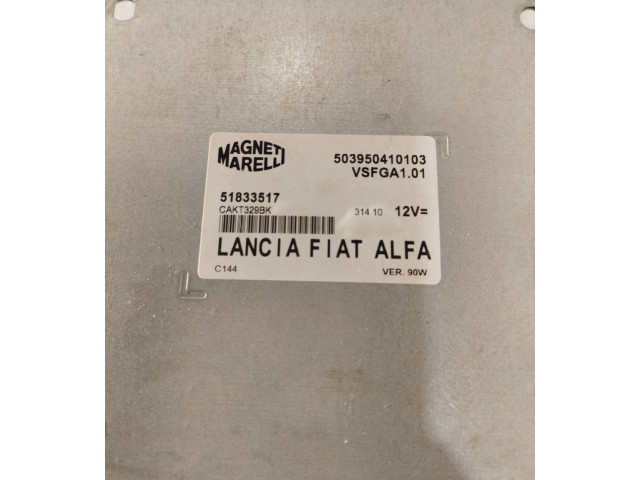 MAGNETI
MARELLI
503950410103
VSFGA1.01
51833517
CAKT329BK
314 10 12V=
LANCIA FIAT ALFA
C144 VER. 90W